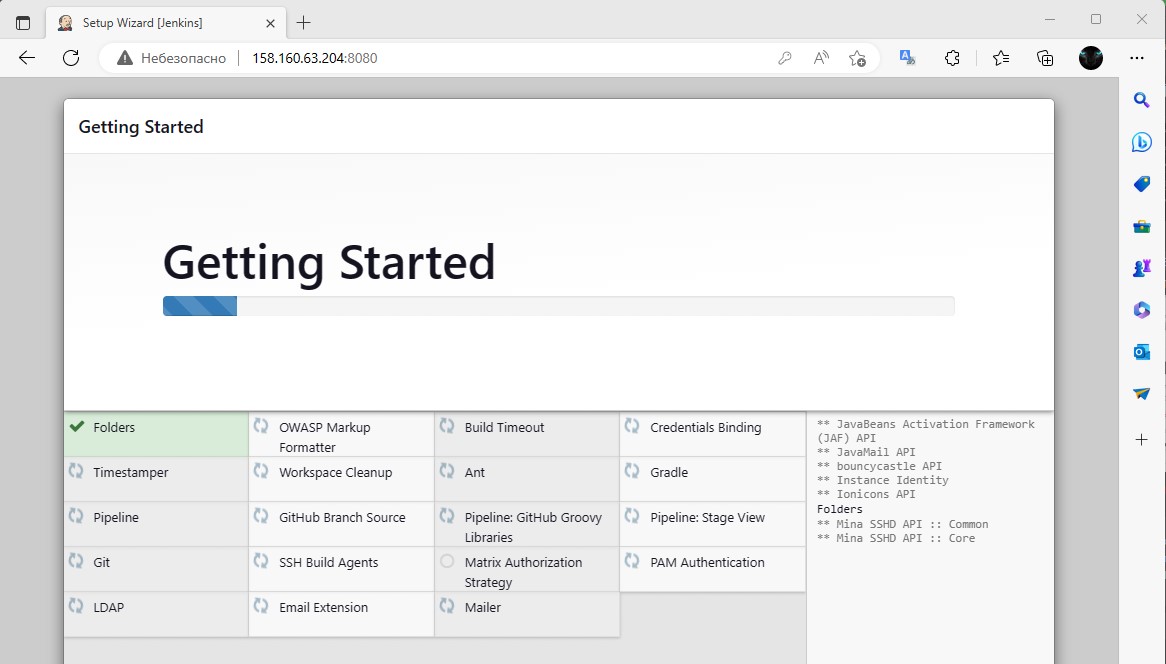 Setup Wizard [Jenkins]
Небезопасно
158.160.63.204:8080
Getting Started
Getting Started
Folders
OWASP Markup
Formatter
Build Timeout
Credentials Binding
Timestamper
Workspace Cleanup
Ant
Gradle
Pipeline
GitHub Branch Source
Pipeline: GitHub Groovy
Libraries
Pipeline: Stage View
Git
SSH Build Agents
Matrix Authorization
Strategy
PAM Authentication
LDAP
Email Extension
Mailer
** JavaBeans Activation Framework
(JAF) API
** JavaMail API
** bouncycastle API
** Instance Identity
** Ionicons API
Folders
** Mina SSHD API :: Common
** Mina SSHD API :: Core